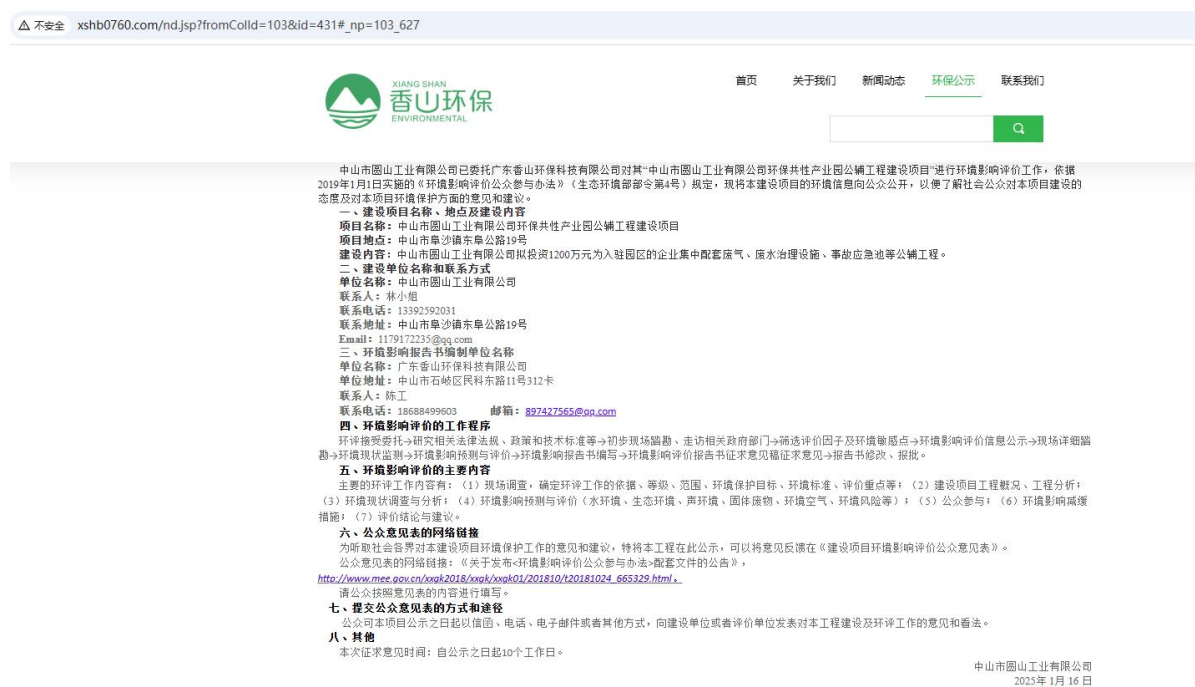 不安全 xshb0760.com/nd.jsp?fromColId=103&id=431#_np=103_627
XIANG SHAN
香山环保
ENVIRONMENTAL
首页 关于我们 新闻动态 环保公示 联系我们
中山市圆山工业有限公司已委托广东香山环保科技有限公司对其“中山市圆山工业有限公司环保共性产业园公辅工程建设项目”进行环境影响评价工作，依据
2019年1月1日实施的《环境影响评价公众参与办法》（生态环境部部令第4号）规定，现将本建设项目的环境信息向公众公开，以便了解社会公众对本项目建设的
态度及对本项目环境保护方面的意见和建议。
一、建设项目名称、地点及建设内容
项目名称：中山市圆山工业有限公司环保共性产业园公辅工程建设项目
项目地点：中山市阜沙镇东阜公路19号
建设内容：中山市圆山工业有限公司拟投资1200万元为入驻园区的企业集中配套废气、废水治理设施、事故应急池等公辅工程。
二、建设单位名称和联系方式
单位名称：中山市圆山工业有限公司
联系人：林小姐
联系电话：13392592031
联系地址：中山市阜沙镇东阜公路19号
Email：1179172235@qq.com
三、环境影响报告书编制单位名称
单位名称：广东香山环保科技有限公司
单位地址：中山市石岐区民科东路11号312卡
联系人：陈工
联系电话：18688499603 邮箱：897427565@qq.com
四、环境影响评价的工作程序
环评接受委托→研究相关法律法规、政策和技术标准等→初步现场踏勘、走访相关政府部门→筛选评价因子及环境敏感点→环境影响评价信息公示→现场详细踏
勘→环境现状监测→环境影响预测与评价→环境影响报告书编写→环境影响评价报告书征求意见稿征求意见→报告书修改、报批。
五、环境影响评价的主要内容
主要的环评工作内容有：（1）现场调查，确定环评工作的依据、等级、范围、环境保护目标、环境标准、评价重点等；（2）建设项目工程概况、工程分析；
（3）环境现状调查与分析；（4）环境影响预测与评价（水环境、生态环境、声环境、固体废物、环境空气、环境风险等）；（5）公众参与；（6）环境影响减缓
措施；（7）评价结论与建议。
六、公众意见表的网络链接
为听取社会各界对本建设项目环境保护工作的意见和建议，特将本工程在此公示，可以将意见反馈在《建设项目环境影响评价公众意见表》。
公众意见表的网络链接：《关于发布<环境影响评价公众参与办法>配套文件的公告》，
http://www.mee.gov.cn/xxgk2018/xxgk/xxgk01/201810/t20181024_665329.html。
请公众按照意见表的内容进行填写。
七、提交公众意见表的方式和途径
公众可本项目公示之日起以信函、电话、电子邮件或者其他方式，向建设单位或者评价单位发表对本工程建设及环评工作的意见和看法。
八、其他
本次征求意见时间：自公示之日起10个工作日。
中山市圆山工业有限公司
2025年1月16日